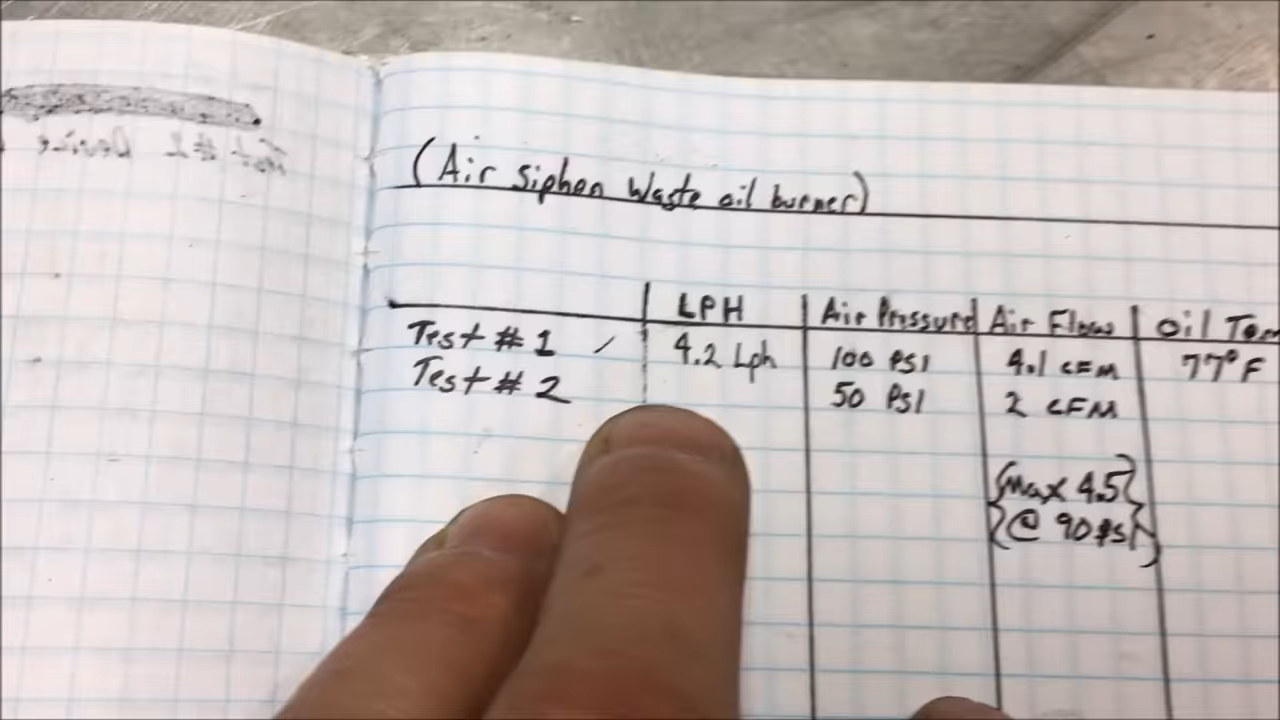 (Air Siphon Waste oil burner)
LPH Air Pressure Air Flow Oil Tem
Test #1 4.2 Lph 100 PSI 4.1 CFM 77°F
Test #2 50 PSI 2 CFM
{Max 4.5}
{@ 90 PSI}